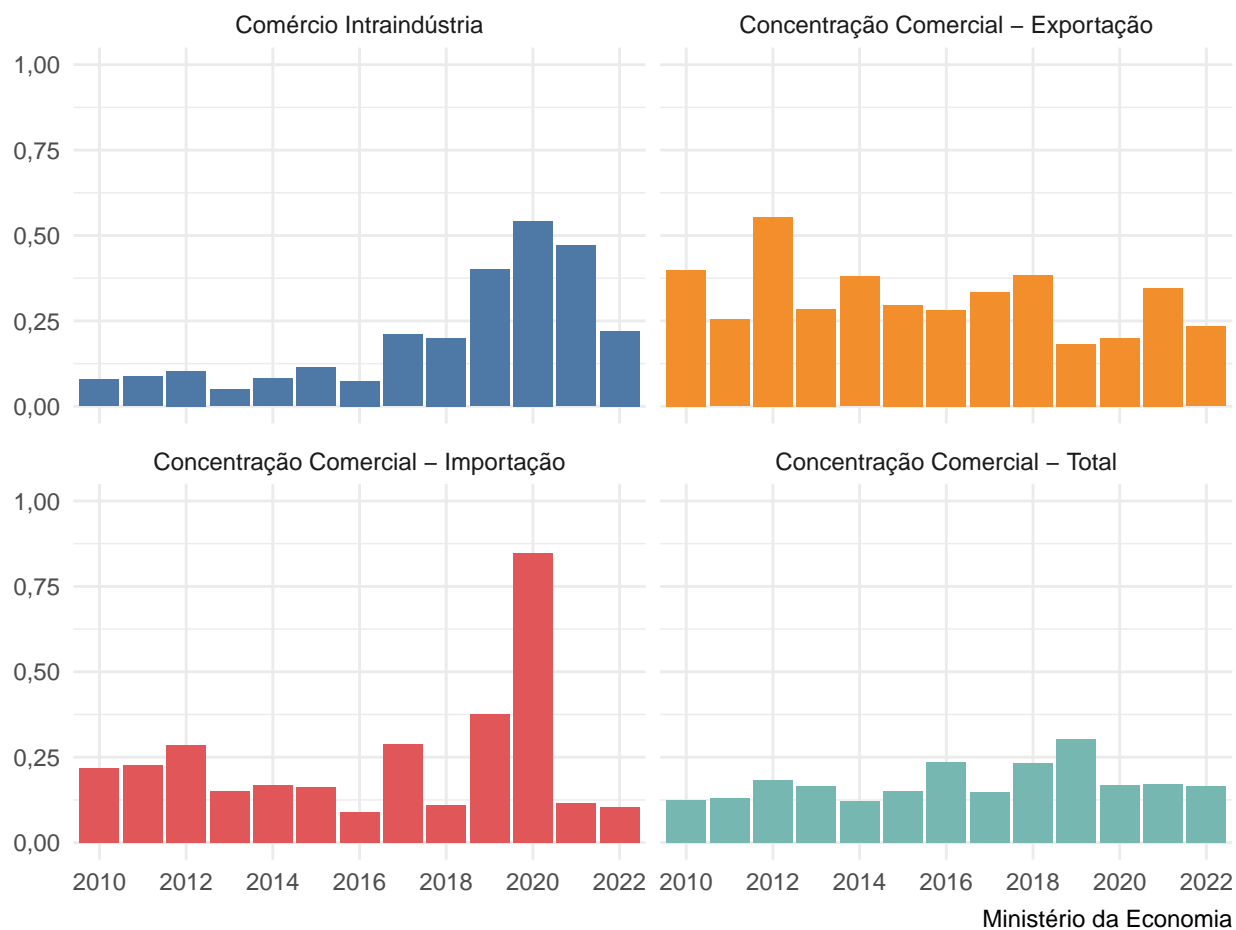 Comércio Intraindústria
Concentração Comercial – Exportação
1,00
0,75
0,50
0,25
0,00
Concentração Comercial – Importação
Concentração Comercial – Total
1,00
0,75
0,50
0,25
0,00
2010 2012 2014 2016 2018 2020 2022
2010 2012 2014 2016 2018 2020 2022
Ministério da Economia